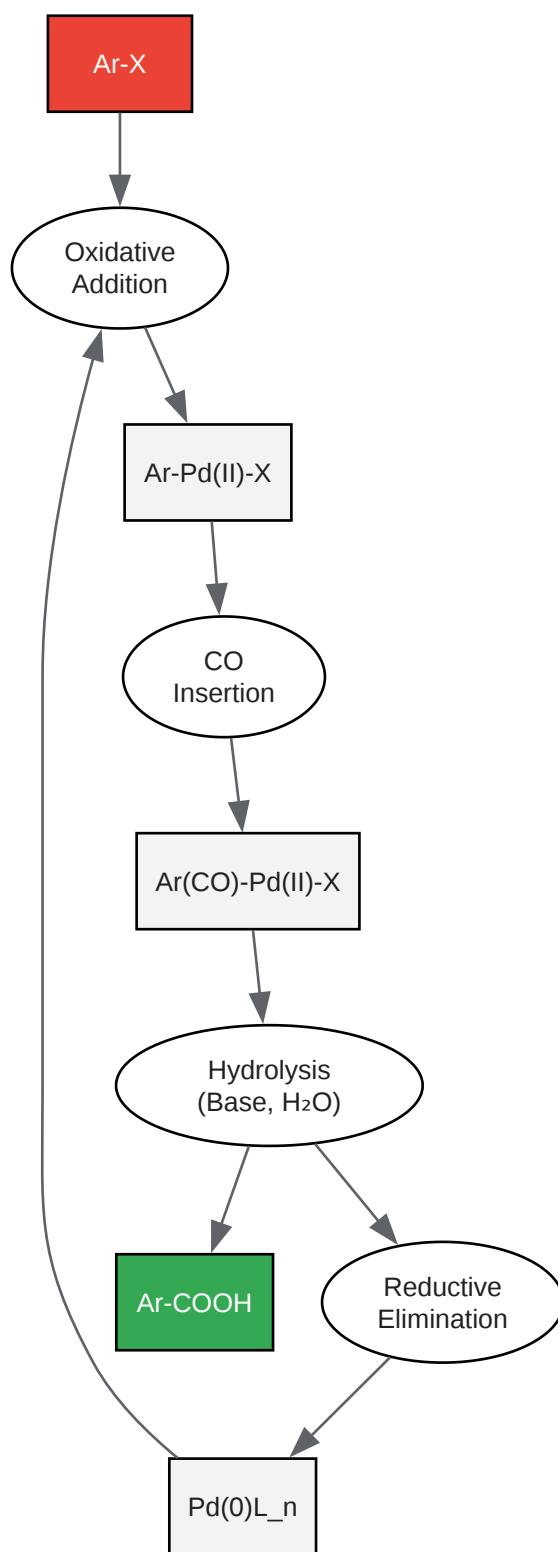 Ar-X
Oxidative
Addition
Ar-Pd(II)-X
CO
Insertion
Ar(CO)-Pd(II)-X
Hydrolysis
(Base, H₂O)
Ar-COOH
Reductive
Elimination
Pd(0)L_n